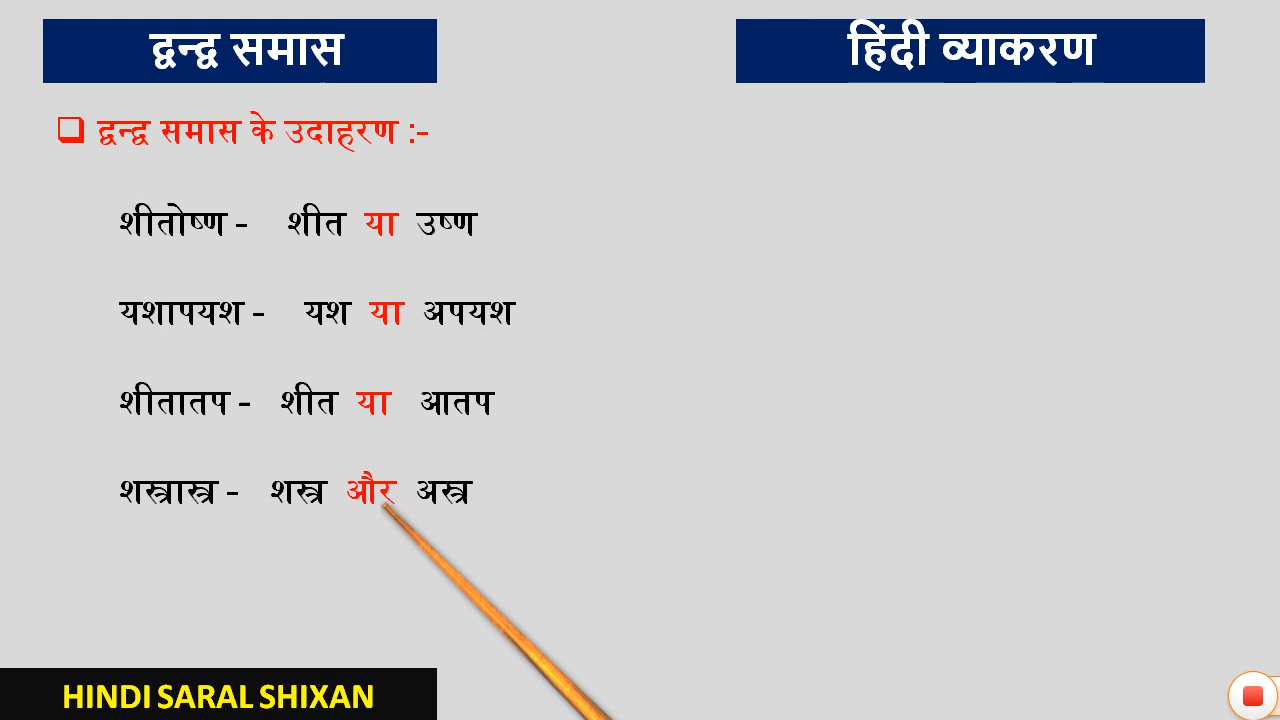 द्वन्द्व समास
हिंदी व्याकरण
द्वन्द्व समास के उदाहरण :-
शीतोष्ण - शीत या उष्ण
यशापयश - यश या अपयश
शीतातप - शीत या आतप
शस्त्रास्त्र - शस्त्र और अस्त्र
HINDI SARAL SHIXAN